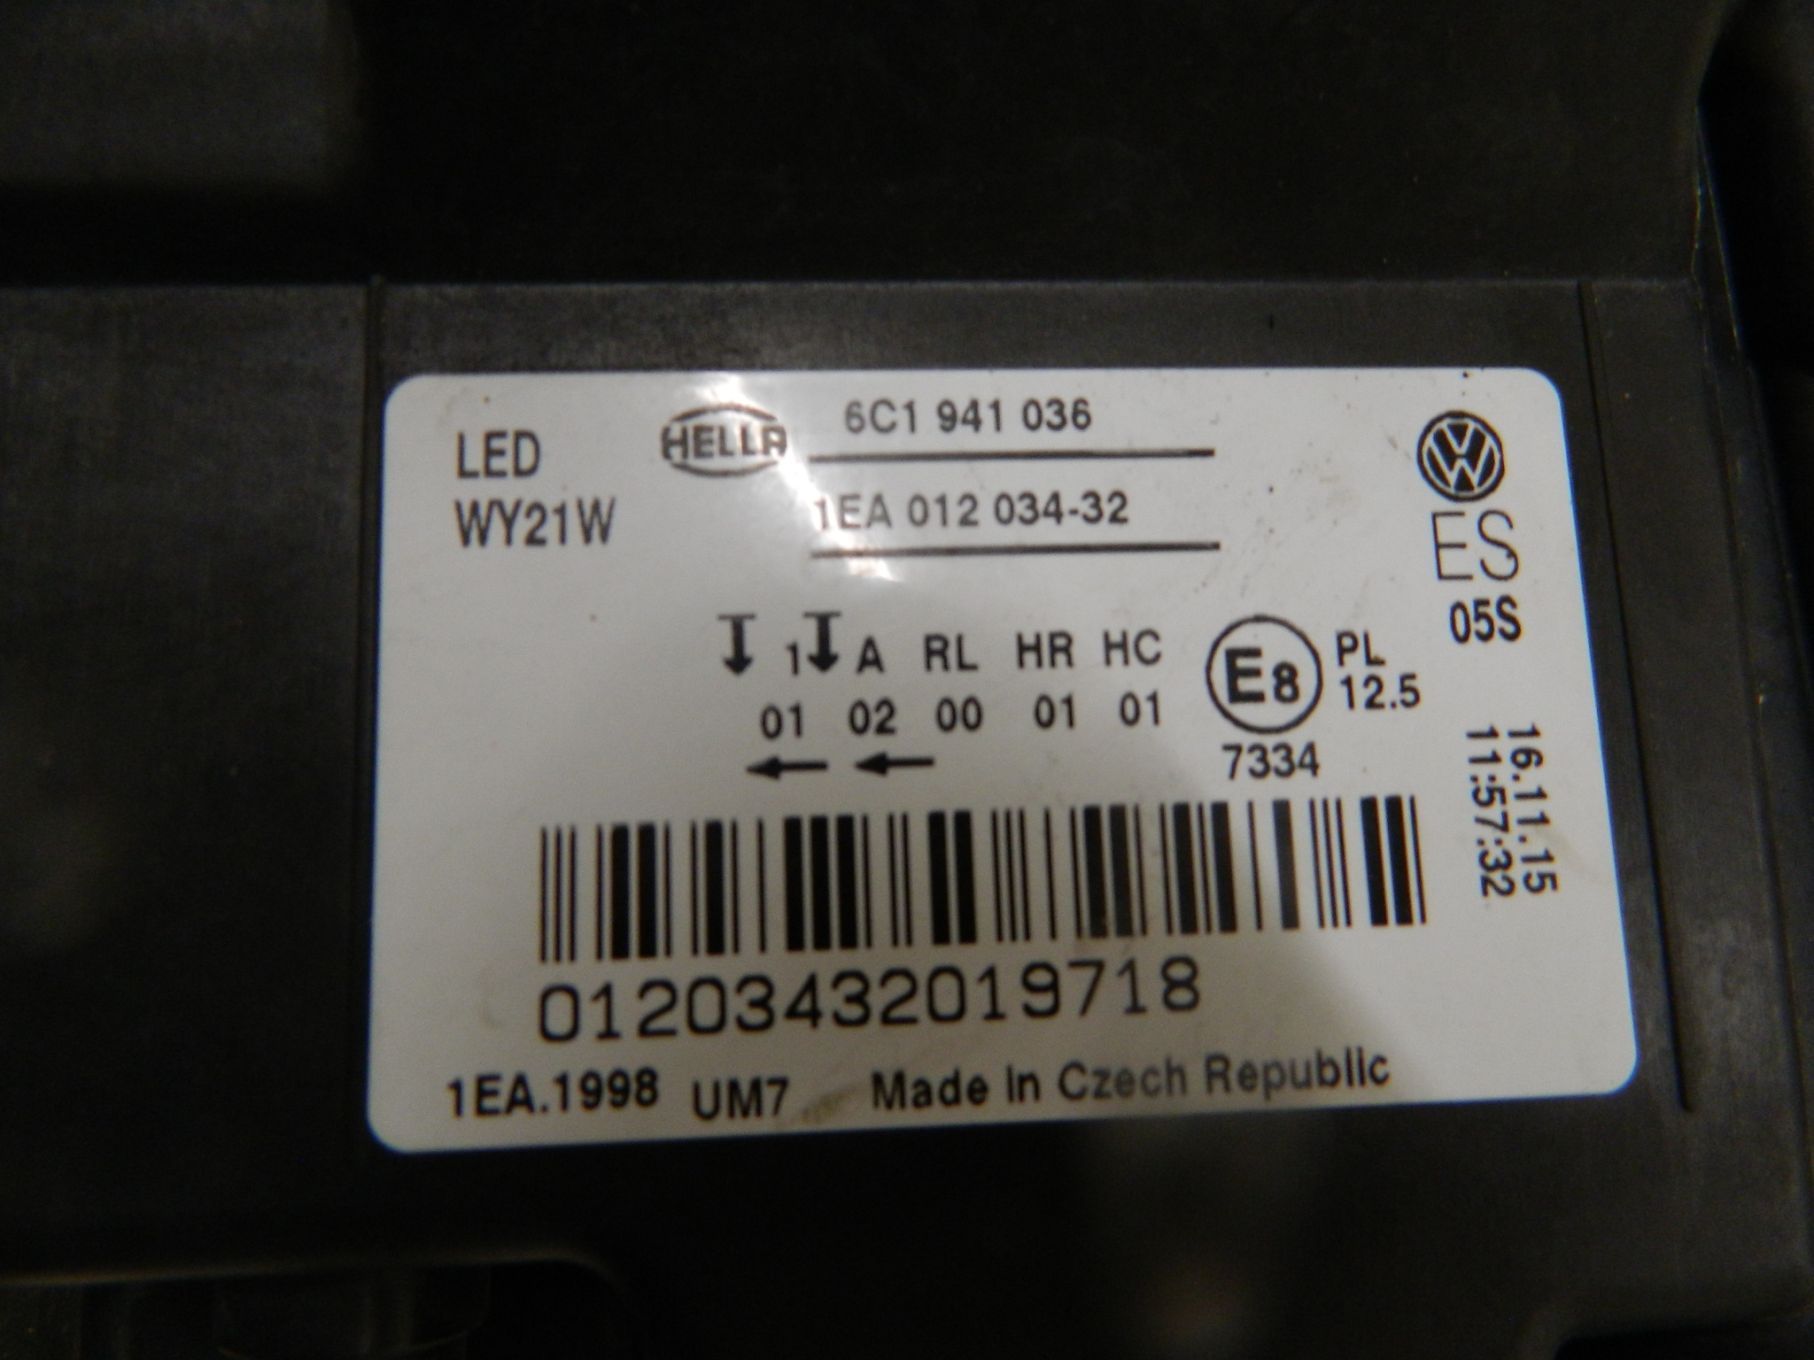 LED
WY21W
HELLA
6C1 941 036
1EA 012 034-32
ES
05S
1 A RL HR HC
01 02 00 01 01
E8
7334
PL
12.5
16.11.15
11:57:32
01203432019718
1EA.1998 UM7 Made in Czech Republic